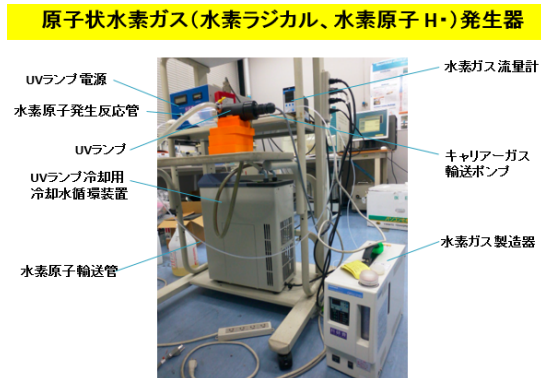 原子状水素ガス（水素ラジカル、水素原子 H・）発生器
UVランプ電源
水素原子発生反応管
UVランプ
UVランプ冷却用
冷却水循環装置
水素原子輸送管
水素ガス流量計
キャリアーガス
輸送ポンプ
水素ガス製造器